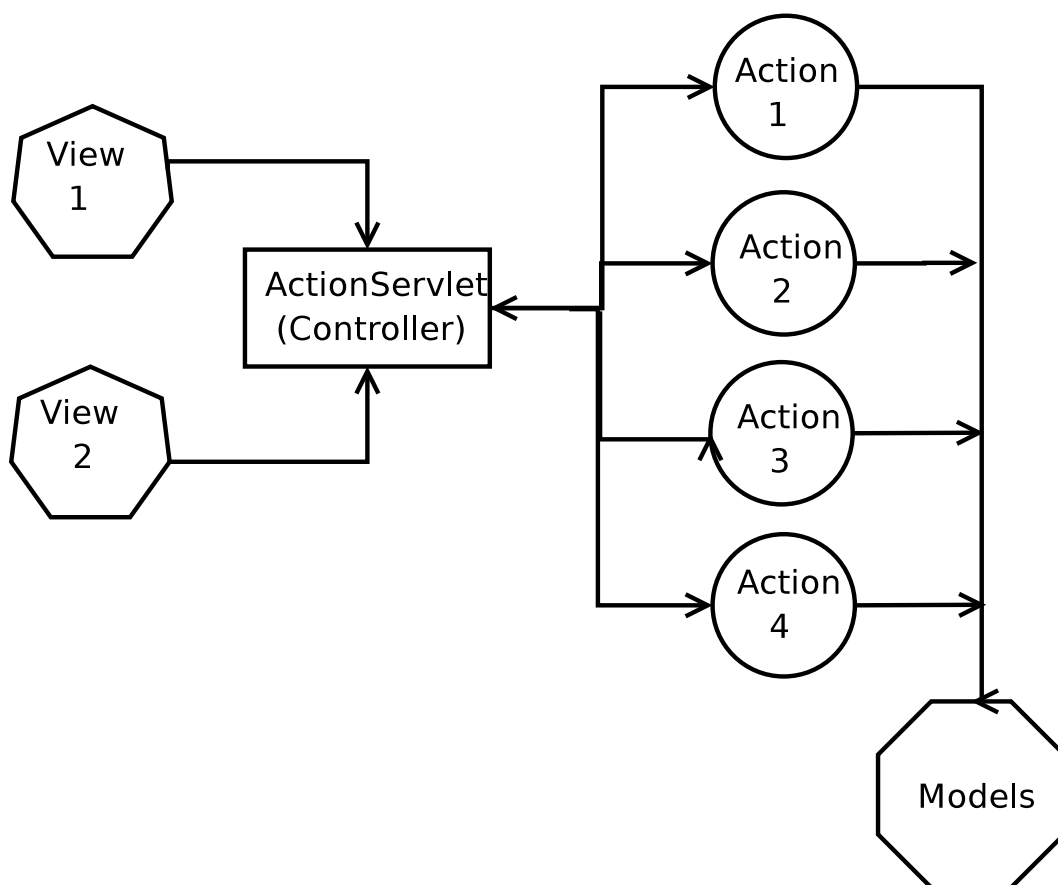 Action
1
View
1
Action
2
ActionServlet
(Controller)
View
2
Action
3
Action
4
Models